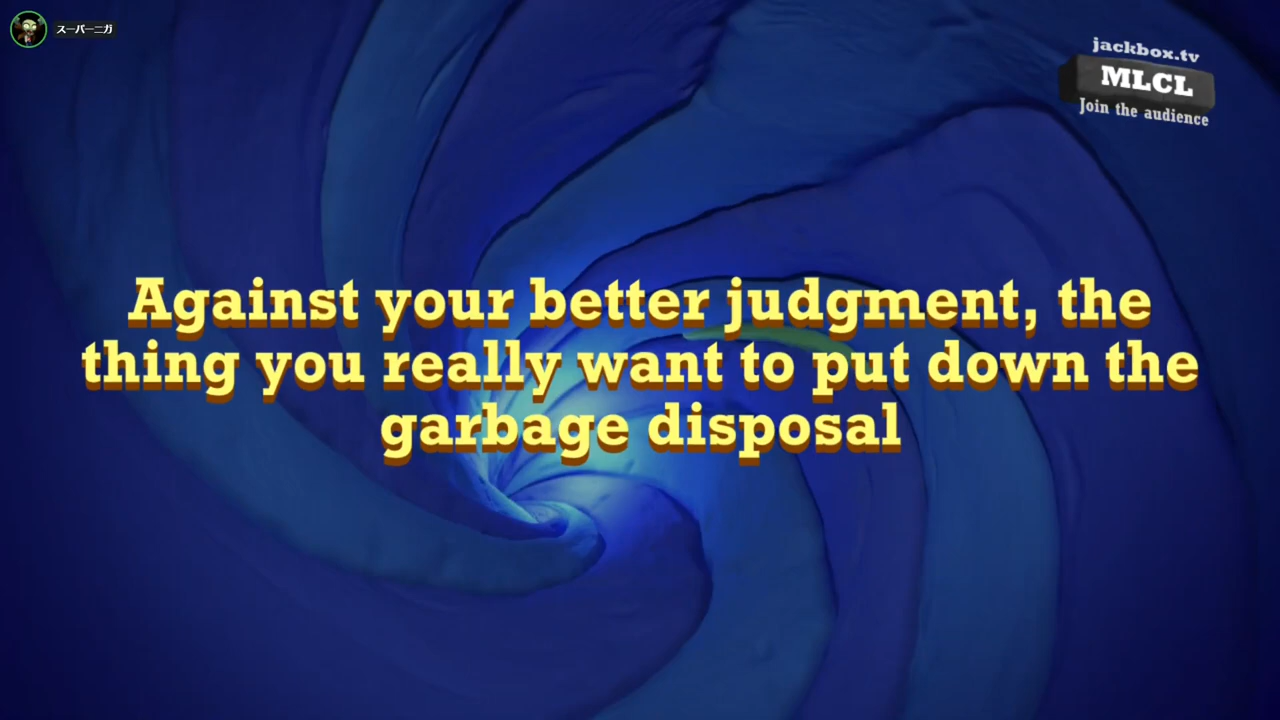 スーパーニガ
jackbox.tv
MLCL
Join the audience
Against your better judgment, the
thing you really want to put down the
garbage disposal